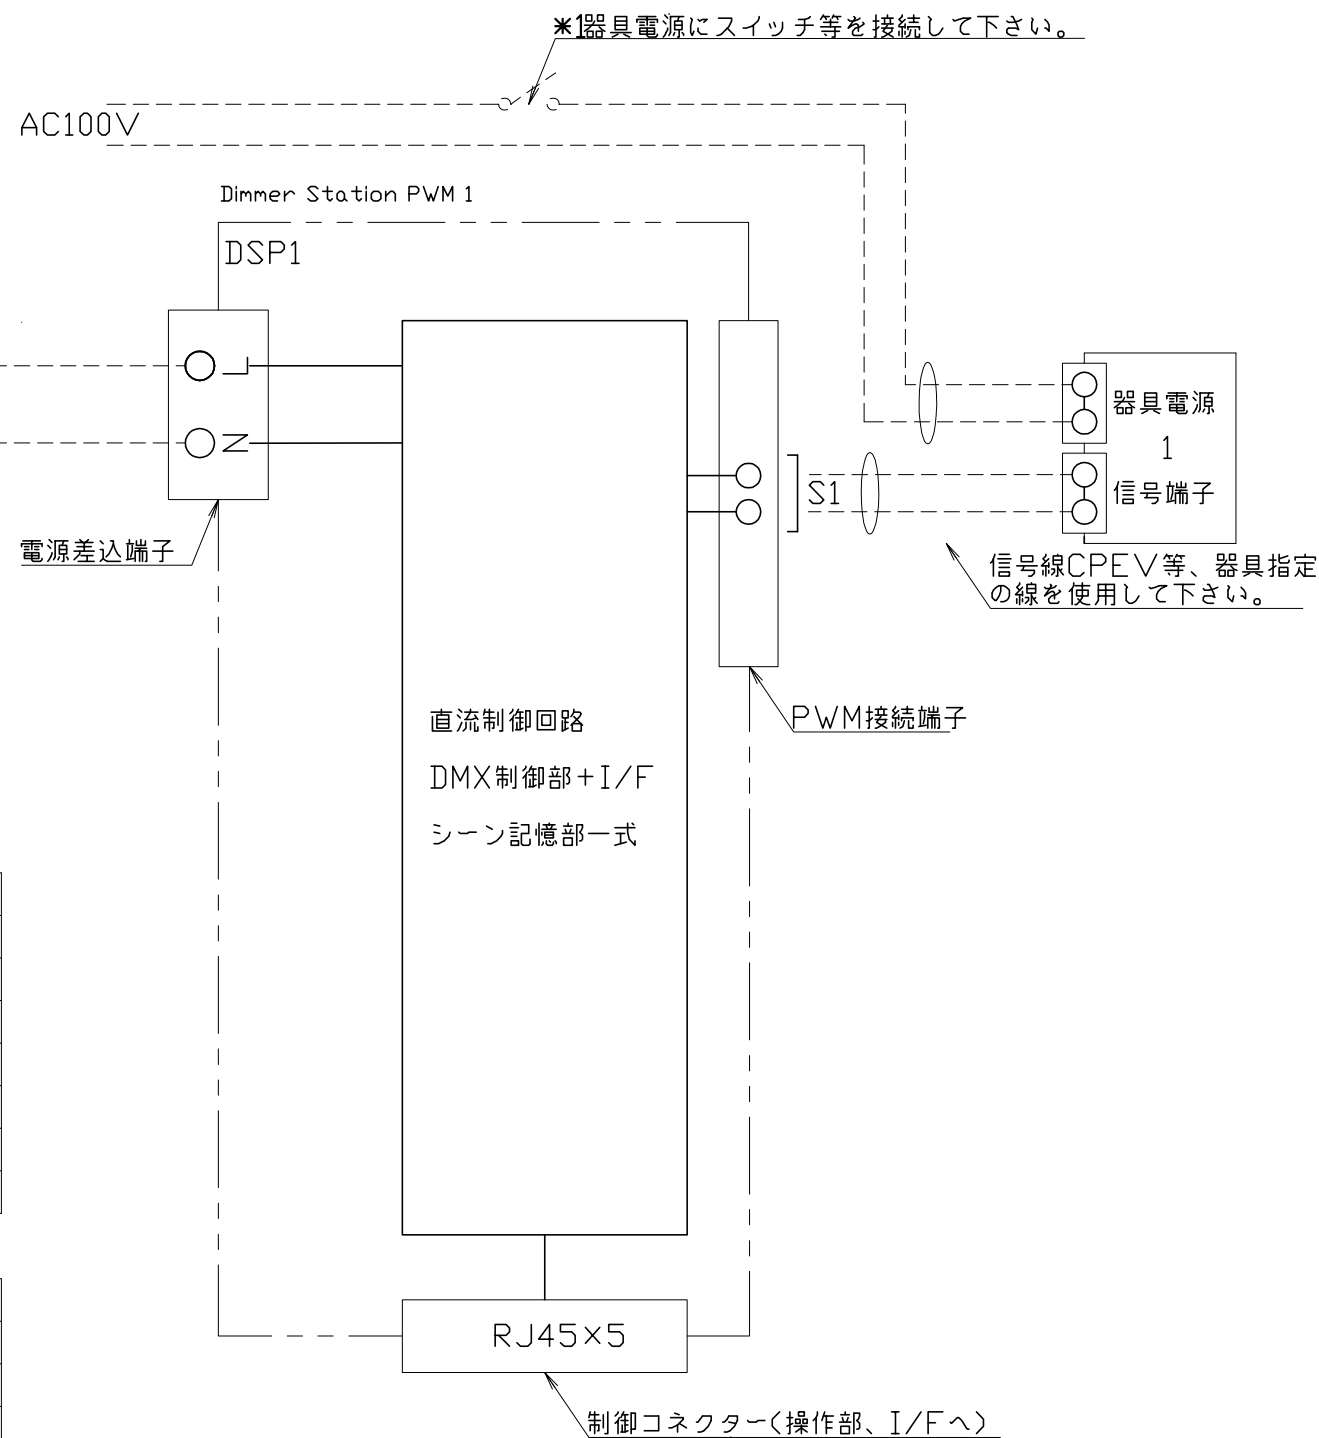 *1器具電源にスイッチ等を接続して下さい。
AC100V
Dimmer Station PWM 1
DSP1
L
N
器具電源
1
信号端子
S1
電源差込端子
信号線CPEV等、器具指定
の線を使用して下さい。
PWM接続端子
直流制御回路
DMX制御部+I/F
シーン記憶部一式
RJ45×5
制御コネクター(操作部、I/Fへ)